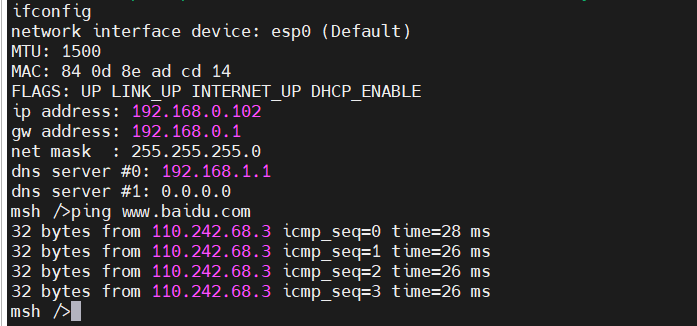 ifconfig
network interface device: esp0 (Default)
MTU: 1500
MAC: 84 0d 8e ad cd 14
FLAGS: UP LINK_UP INTERNET_UP DHCP_ENABLE
ip address: 192.168.0.102
gw address: 192.168.0.1
net mask  : 255.255.255.0
dns server #0: 192.168.1.1
dns server #1: 0.0.0.0
msh />ping www.baidu.com
32 bytes from 110.242.68.3 icmp_seq=0 time=28 ms
32 bytes from 110.242.68.3 icmp_seq=1 time=26 ms
32 bytes from 110.242.68.3 icmp_seq=2 time=26 ms
32 bytes from 110.242.68.3 icmp_seq=3 time=26 ms
msh />